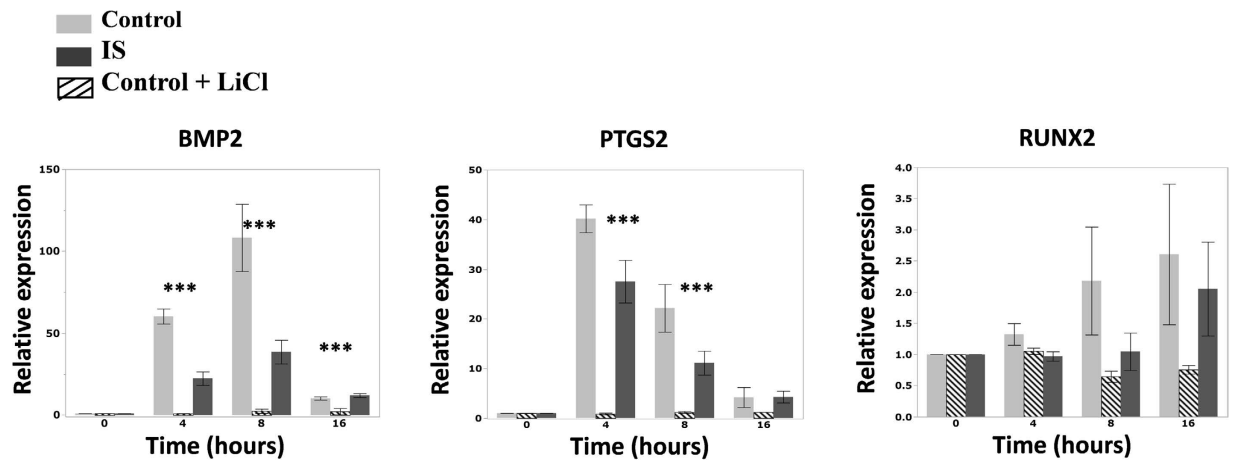 Control
IS
Control + LiCl
BMP2
Relative expression
150
100
50
0
***
***
***
0 4 8 16
Time (hours)
PTGS2
Relative expression
50
40
30
20
10
0
***
***
0 4 8 16
Time (hours)
RUNX2
Relative expression
4.0
3.5
3.0
2.5
2.0
1.5
1.0
0.5
0.0
0 4 8 16
Time (hours)